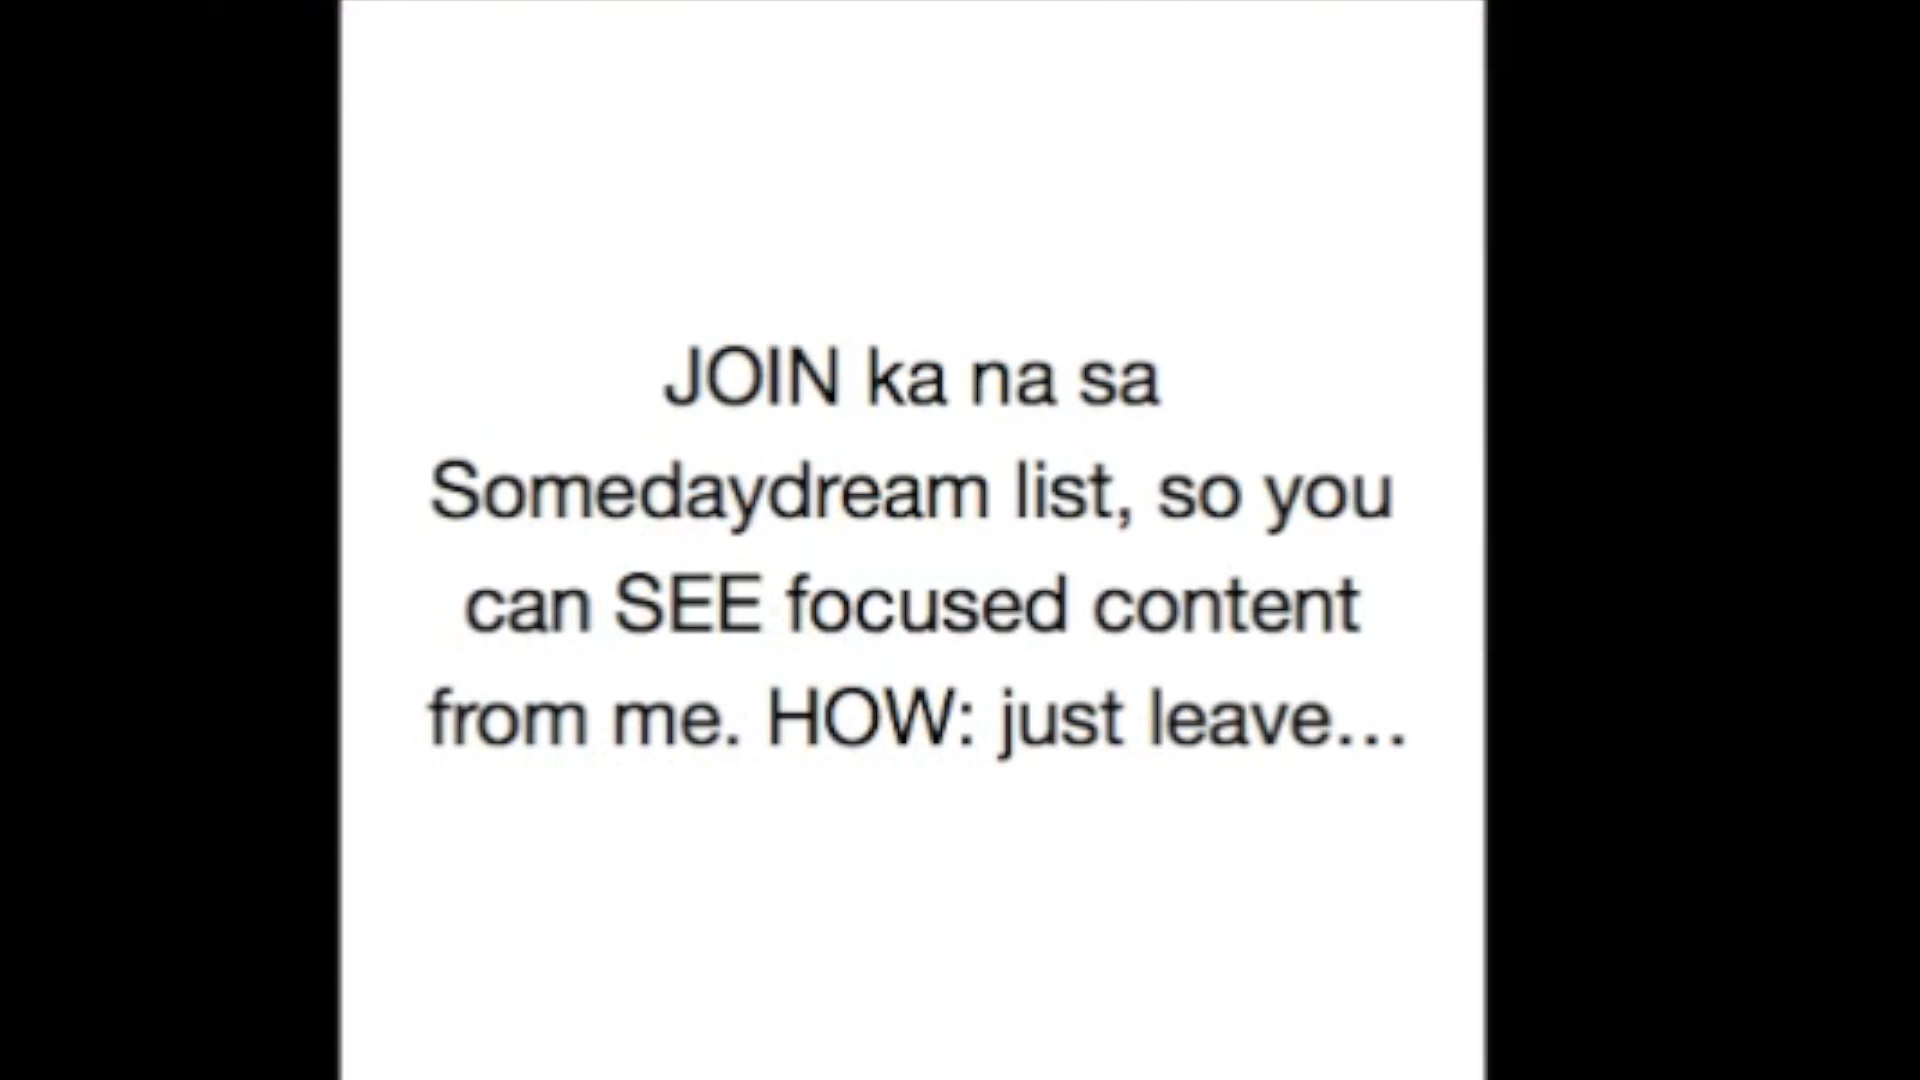 JOIN ka na sa
Somedaydream list, so you
can SEE focused content
from me. HOW: just leave...